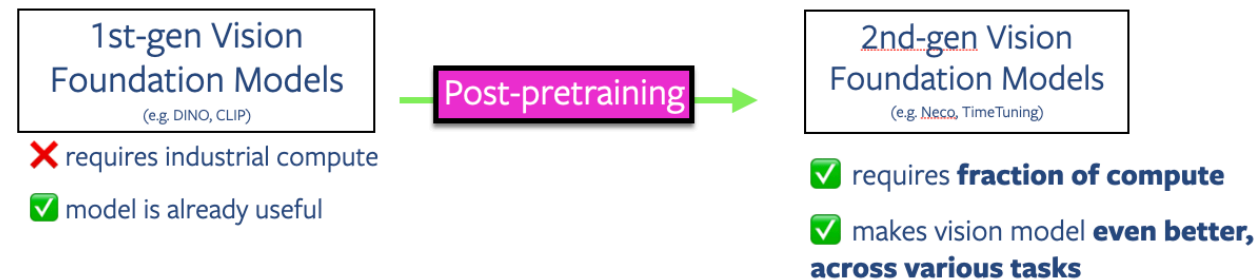 1st-gen Vision
Foundation Models
(e.g. DINO, CLIP)
❌ requires industrial compute
✅ model is already useful
Post-pretraining
2nd-gen Vision
Foundation Models
(e.g. Neco, TimeTuning)
✅ requires fraction of compute
✅ makes vision model even better,
across various tasks